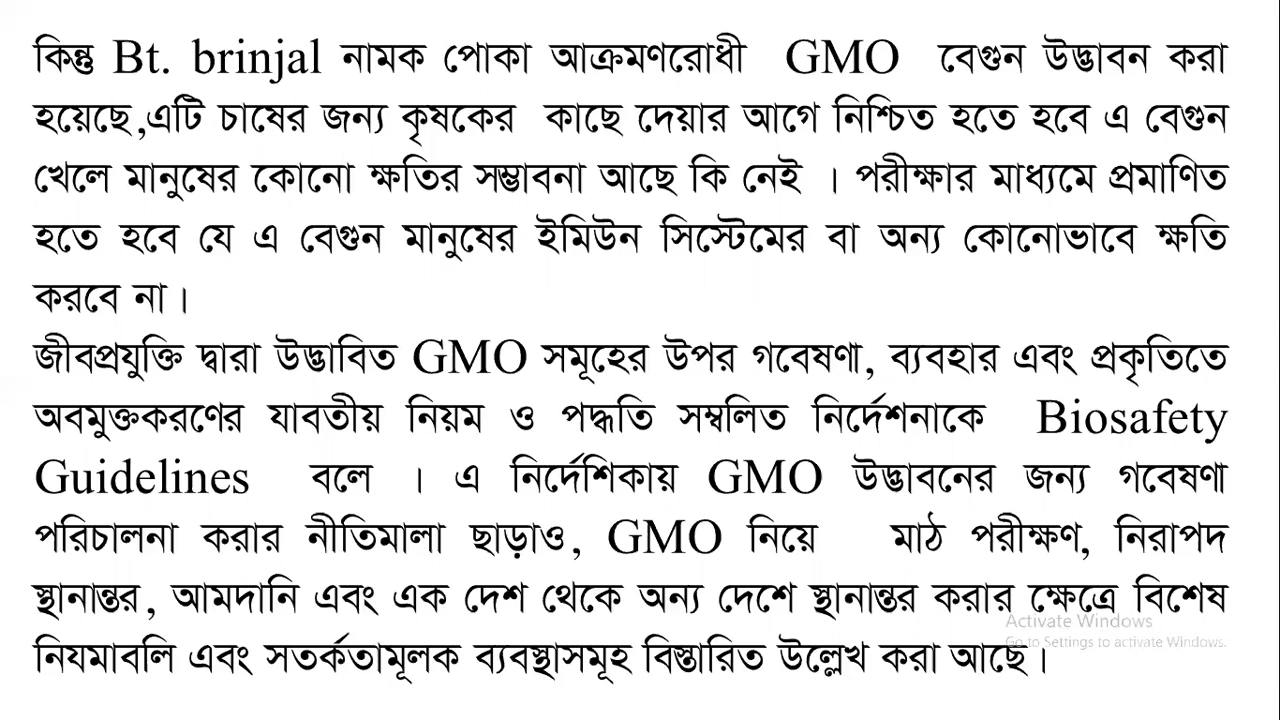 কিন্তু Bt. brinjal নামক পোকা আক্রমণরোধী GMO বেগুন উদ্ভাবন করা
হয়েছে,এটি চাষের জন্য কৃষকের কাছে দেয়ার আগে নিশ্চিত হতে হবে এ বেগুন
খেলে মানুষের কোনো ক্ষতির সম্ভাবনা আছে কি নেই । পরীক্ষার মাধ্যমে প্রমাণিত
হতে হবে যে এ বেগুন মানুষের ইমিউন সিস্টেমের বা অন্য কোনোভাবে ক্ষতি
করবে না।
জীবপ্রযুক্তি দ্বারা উদ্ভাবিত GMO সমূহের উপর গবেষণা, ব্যবহার এবং প্রকৃতিতে
অবমুক্তকরণের যাবতীয় নিয়ম ও পদ্ধতি সম্বলিত নির্দেশনাকে Biosafety
Guidelines বলে । এ নির্দেশিকায় GMO উদ্ভাবনের জন্য গবেষণা
পরিচালনা করার নীতিমালা ছাড়াও, GMO নিয়ে মাঠ পরীক্ষণ, নিরাপদ
স্থানান্তর, আমদানি এবং এক দেশ থেকে অন্য দেশে স্থানান্তর করার ক্ষেত্রে বিশেষ
নিযমাবলি এবং সতর্কতামূলক ব্যবস্থাসমূহ বিস্তারিত উল্লেখ করা আছে।
Activate Windows
Go to Settings to activate Windows.